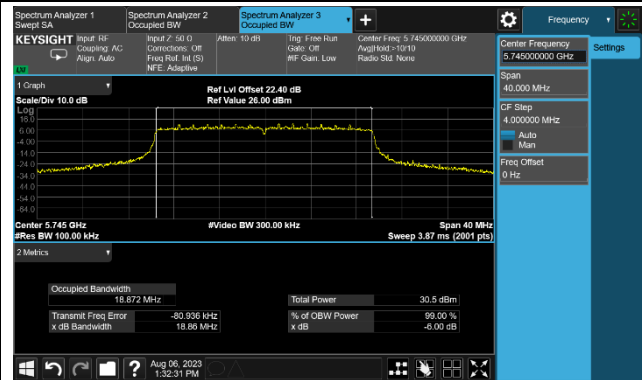 Spectrum Analyzer 1
Swept SA
Spectrum Analyzer 2
Occupied BW
Spectrum Analyzer 3
Occupied BW
KEYSIGHT
Input: RF
Coupling: AC
Align: Auto
Input Z: 50 Ω
Corrections: Off
Freq Ref: Int (S)
NFE: Adaptive
Atten: 10 dB
Trig: Free Run
Gate: Off
#IF Gain: Low
Center Freq: 5.745000000 GHz
Avg|Hold:>10/10
Radio Std: None
1 Graph
Scale/Div 10.0 dB
Ref Lvl Offset 22.40 dB
Ref Value 26.00 dBm
Log
16.0
6.00
-4.00
-14.0
-24.0
-34.0
-44.0
-54.0
-64.0
Center 5.745 GHz
#Res BW 100.00 kHz
#Video BW 300.00 kHz
Span 40 MHz
Sweep 3.87 ms (2001 pts)
2 Metrics
Occupied Bandwidth
18.872 MHz
Transmit Freq Error -80.936 kHz
x dB Bandwidth 18.86 MHz
Total Power 30.5 dBm
% of OBW Power 99.00 %
x dB -6.00 dB
Aug 06, 2023
1:32:31 PM
Frequency
Settings
Center Frequency
5.745000000 GHz
Span
40.000 MHz
CF Step
4.000000 MHz
Auto
Man
Freq Offset
0 Hz